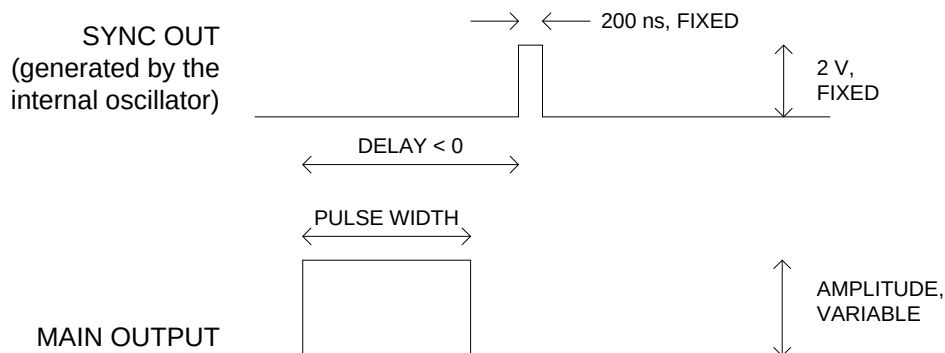 SYNC OUT
(generated by the
internal oscillator)
200 ns, FIXED
2 V,
FIXED
DELAY < 0
PULSE WIDTH
MAIN OUTPUT
AMPLITUDE,
VARIABLE